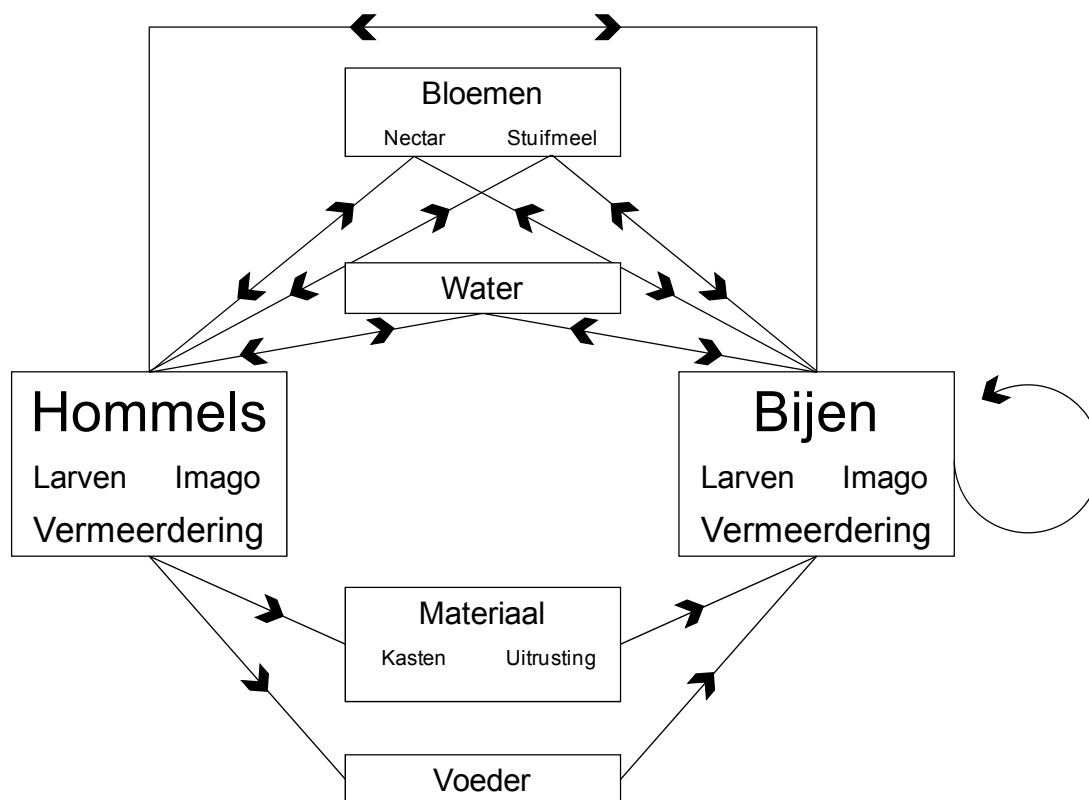 Bloemen
Nectar Stuifmeel
Water
Hommels
Larven Imago
Vermeerdering
Bijen
Larven Imago
Vermeerdering
Materiaal
Kasten Uitrusting
Voeder